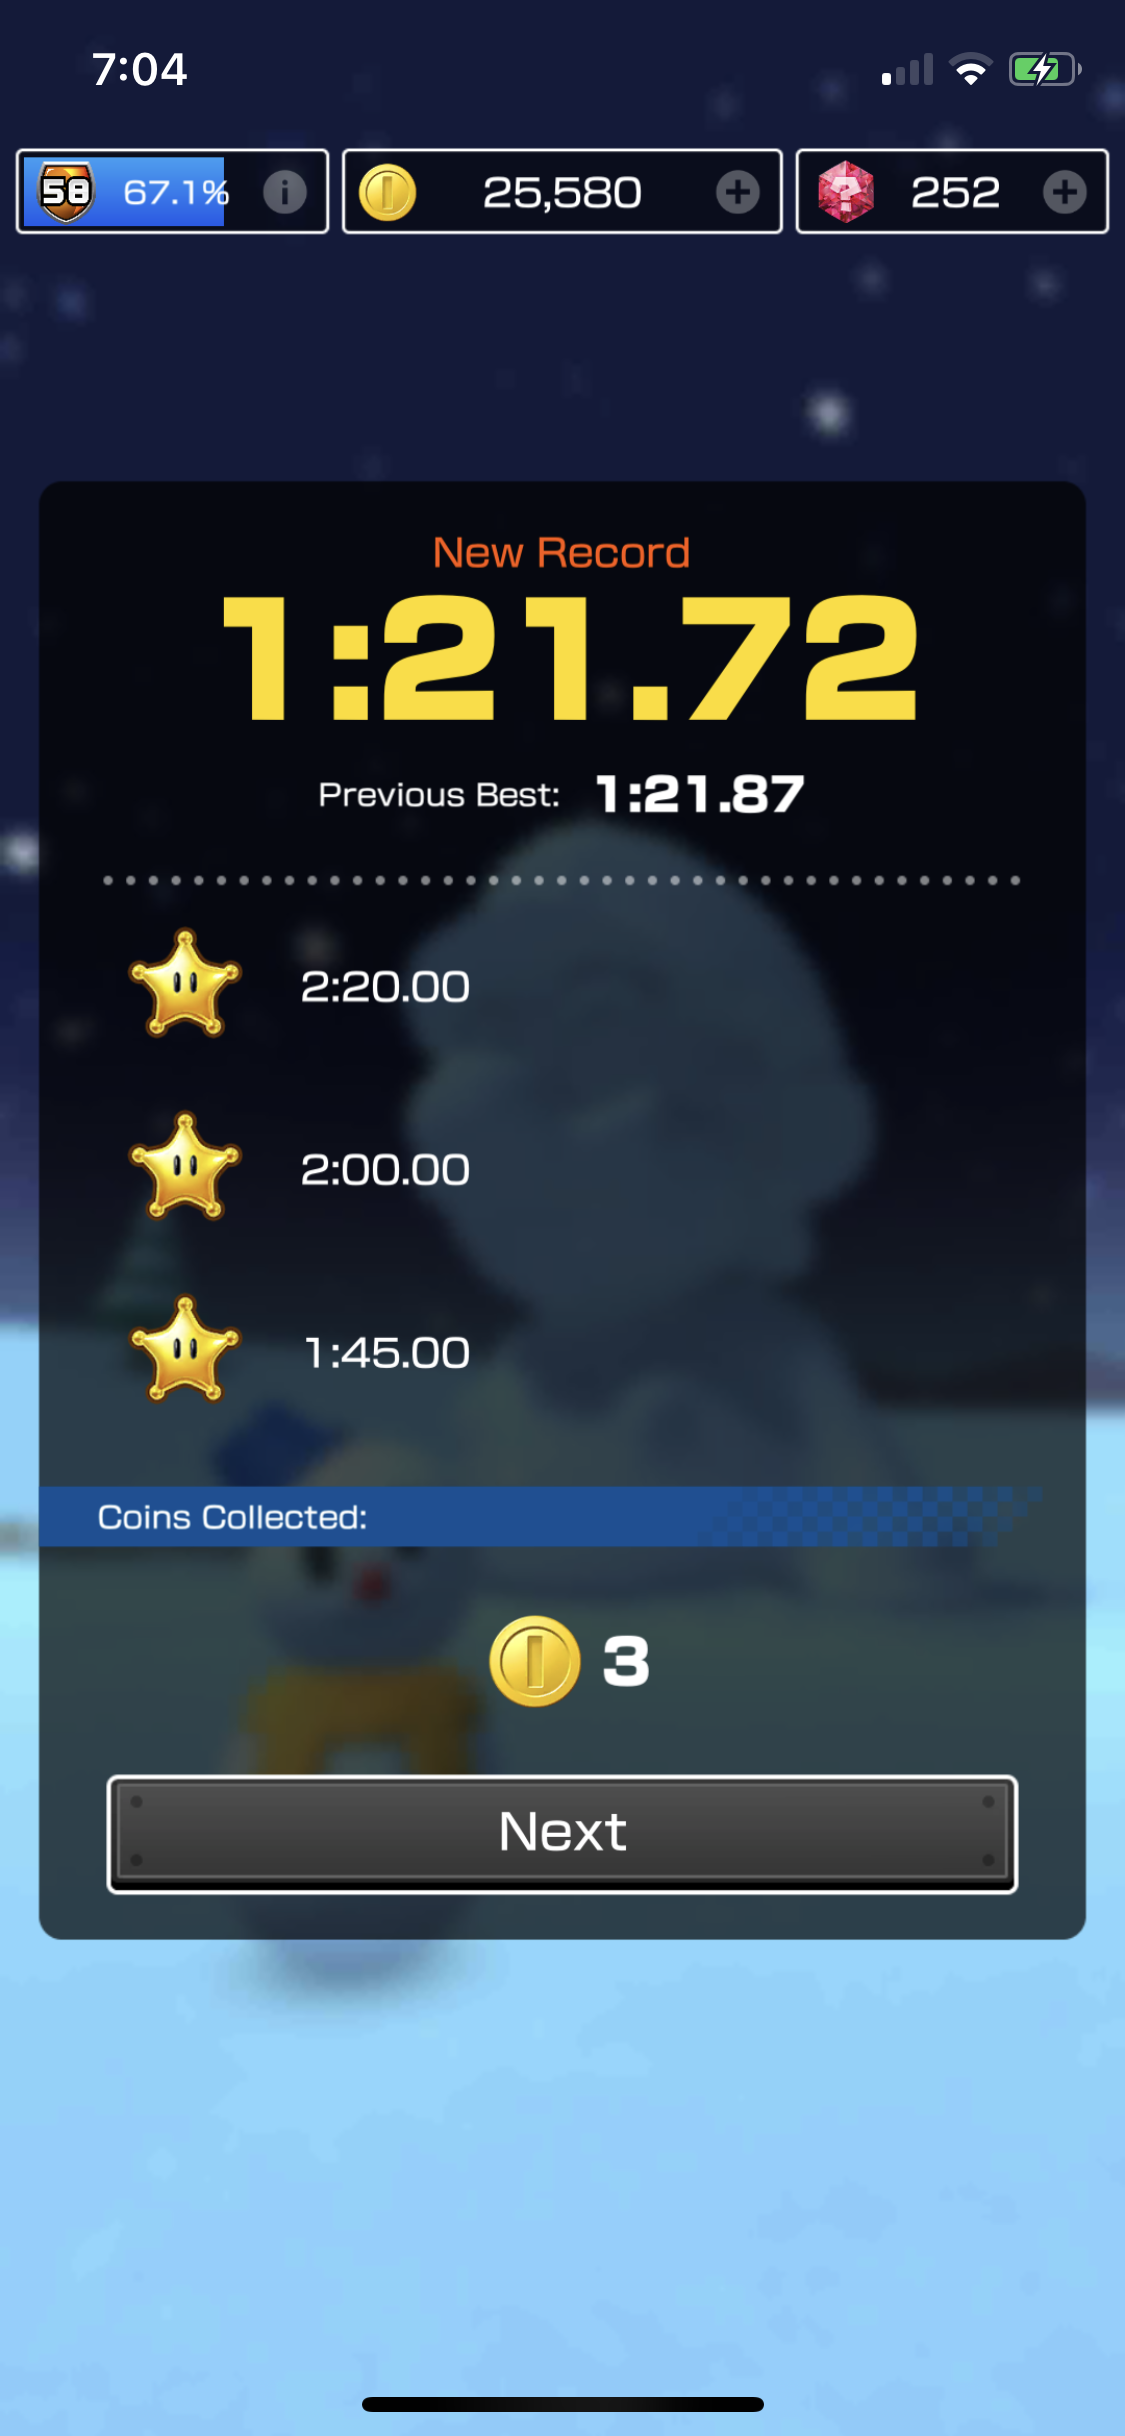 7:04
58 67.1% i 25,580 + ? 252 +
New Record
1:21.72
Previous Best: 1:21.87
2:20.00
2:00.00
1:45.00
Coins Collected:
3
Next